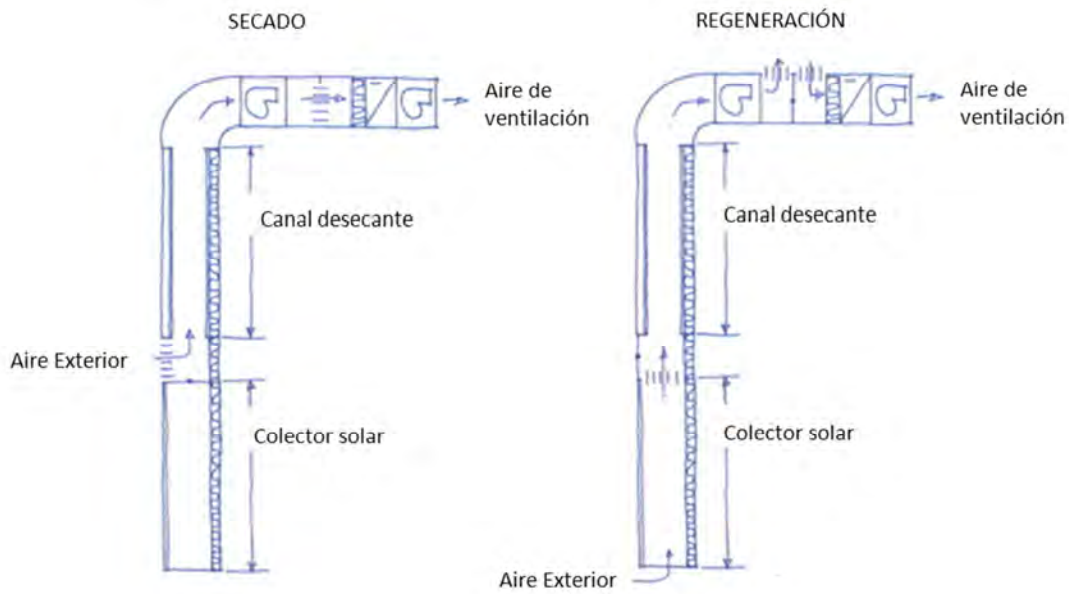 SECADO
REGENERACIÓN
Aire de
ventilación
Aire de
ventilación
Canal desecante
Canal desecante
Aire Exterior
Colector solar
Colector solar
Aire Exterior